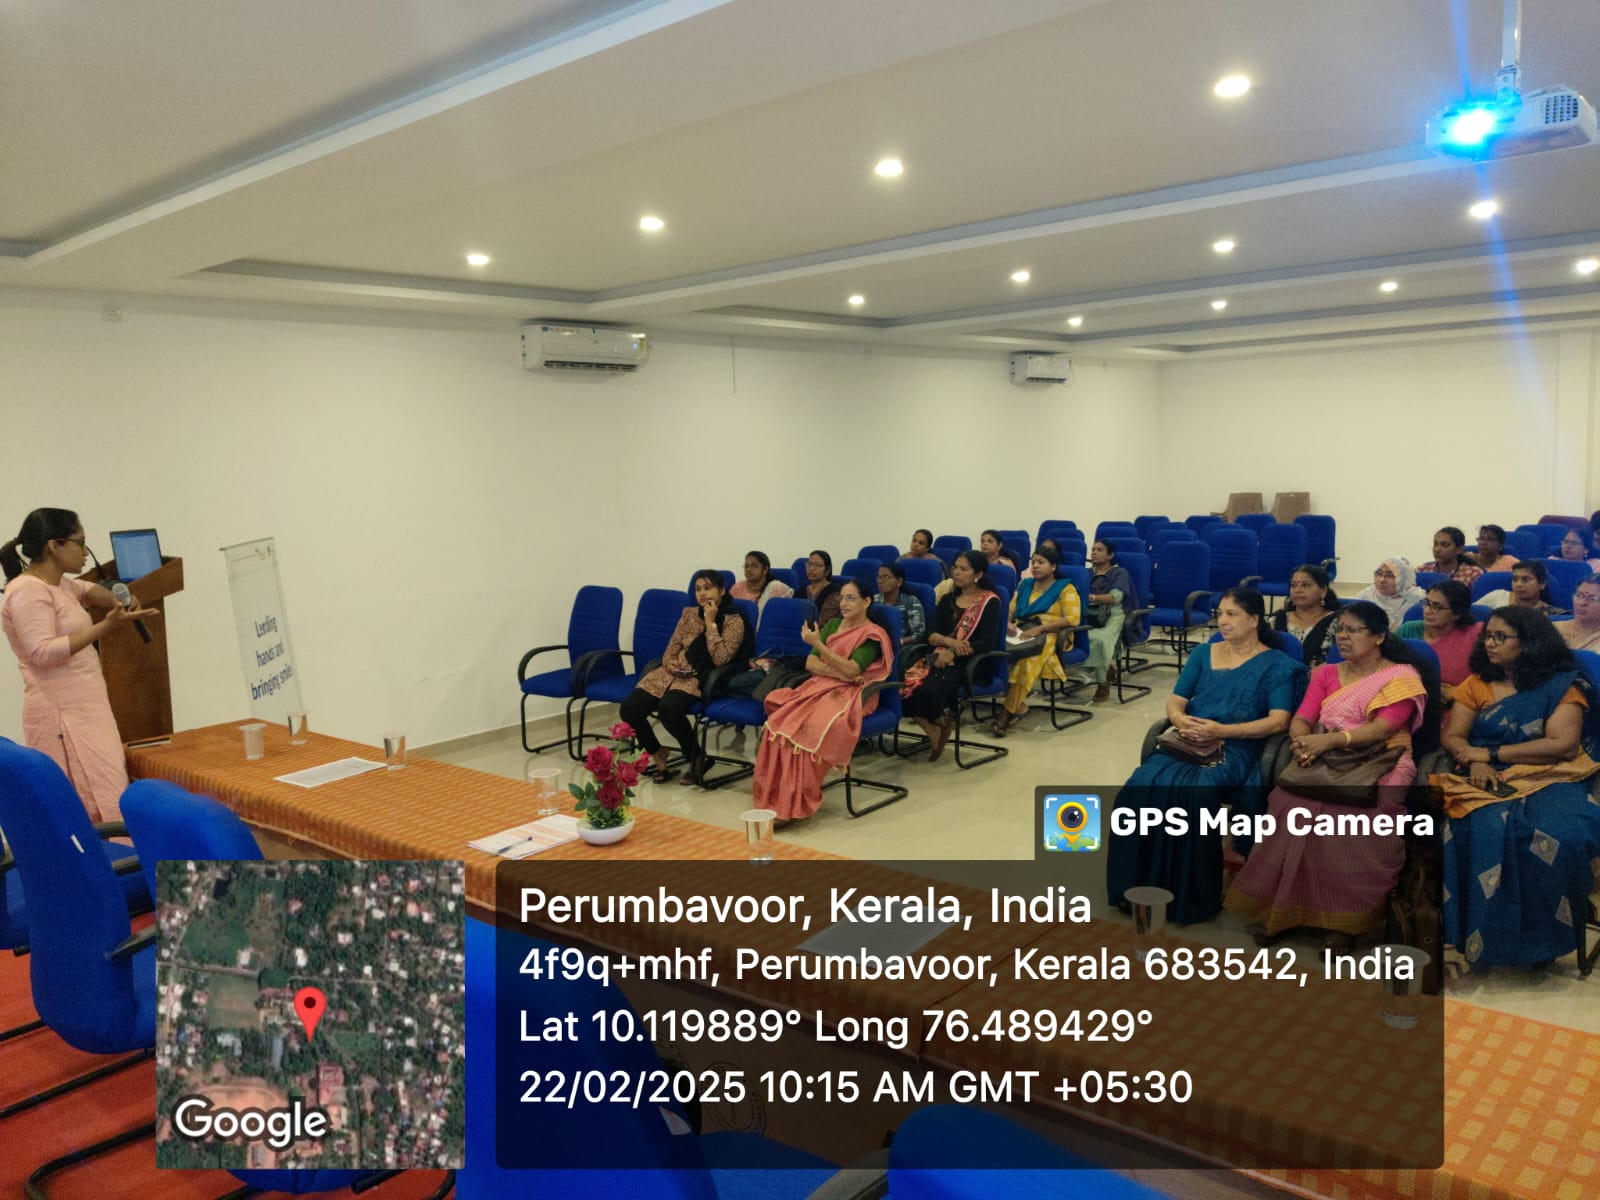 Lending
hands and
bringing smiles
GPS Map Camera
Perumbavoor, Kerala, India
4f9q+mhf, Perumbavoor, Kerala 683542, India
Lat 10.119889° Long 76.489429°
22/02/2025 10:15 AM GMT +05:30
Google